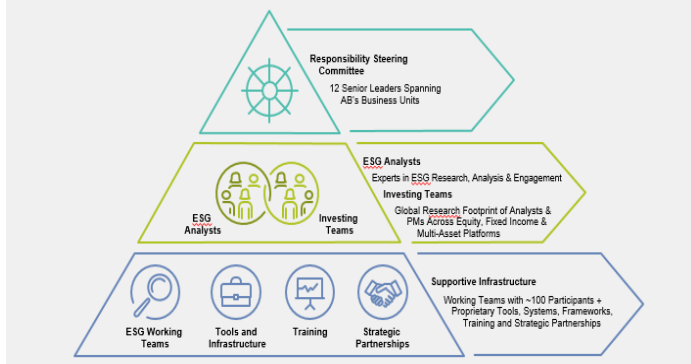 Responsibility Steering
Committee
12 Senior Leaders Spanning
AB's Business Units
ESG Analysts
Experts in ESG Research, Analysis & Engagement
Investing Teams
Global Research Footprint of Analysts &
PMs Across Equity, Fixed Income &
Multi-Asset Platforms
ESG
Analysts
Investing
Teams
Supportive Infrastructure
Working Teams with ~100 Participants +
Proprietary Tools, Systems, Frameworks,
Training and Strategic Partnerships
ESG Working
Teams
Tools and
Infrastructure
Training
Strategic
Partnerships